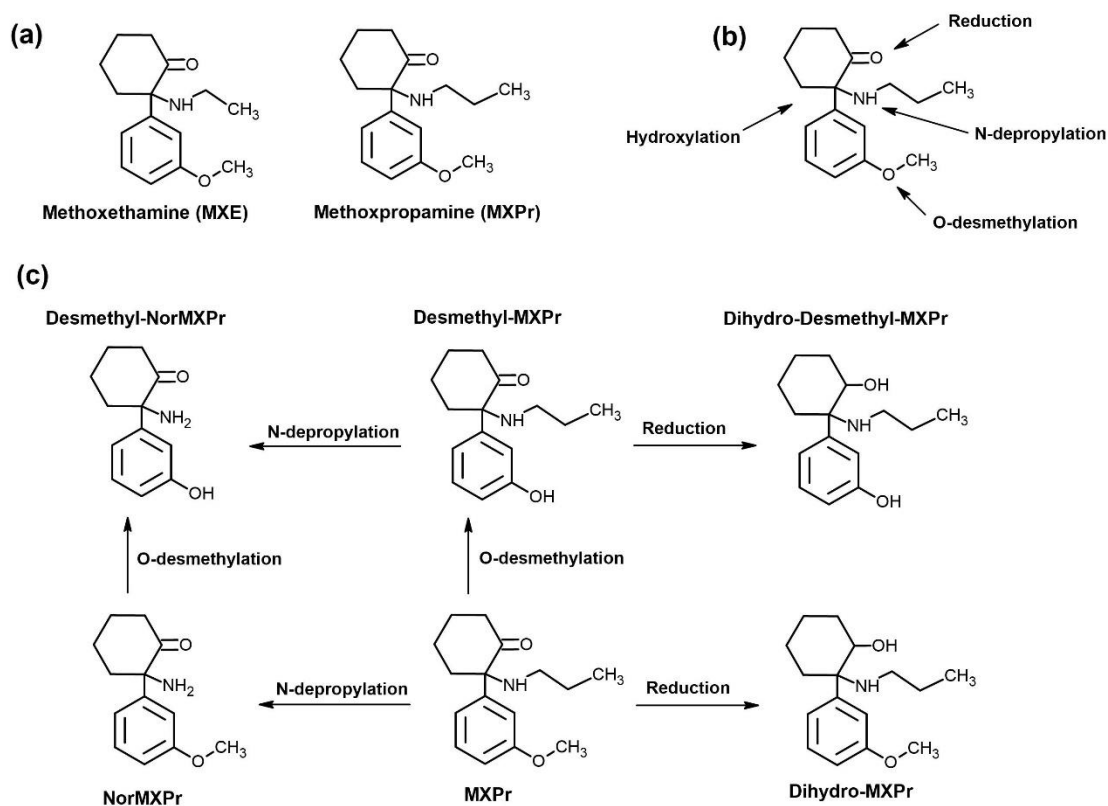 (a)
O
NH
CH3
O
CH3
Methoxethamine (MXE)
O
NH
CH3
O
CH3
Methoxpropamine (MXPr)
(b)
Reduction
O
NH
CH3
Hydroxylation
N-depropylation
O
CH3
O-desmethylation
(c)
Desmethyl-NorMXPr
Desmethyl-MXPr
Dihydro-Desmethyl-MXPr
O
NH2
OH
N-depropylation
O
NH
CH3
OH
Reduction
OH
NH
CH3
OH
O-desmethylation
O-desmethylation
O
NH2
O
CH3
NorMXPr
N-depropylation
O
NH
CH3
O
CH3
MXPr
Reduction
OH
NH
CH3
O
CH3
Dihydro-MXPr